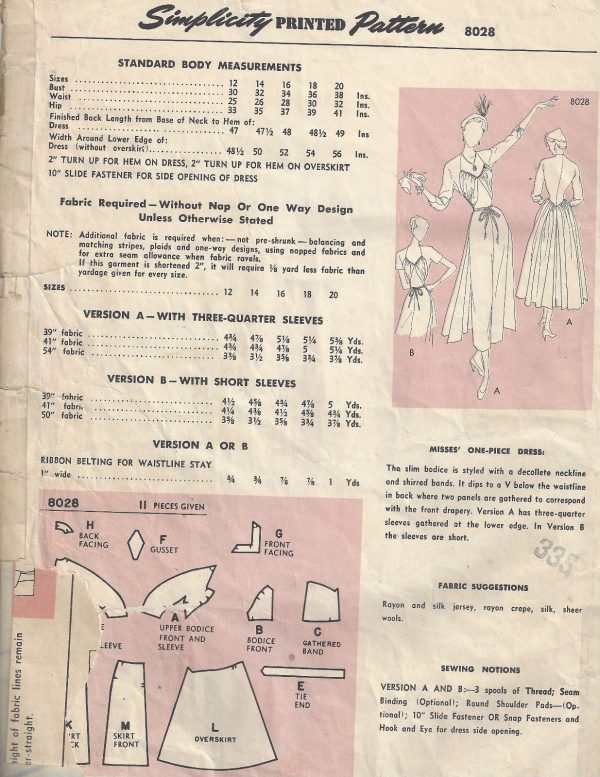 Simplicity PRINTED Pattern 8028
STANDARD BODY MEASUREMENTS
Sizes 12 14 16 18 20
Bust 30 32 34 36 38 Ins.
Waist 25 26 28 30 32 Ins.
Hip 33 35 37 39 41 Ins.
Finished Back Length from Base of Neck to Hem of:
Dress 47 47½ 48 48½ 49 Ins
Width Around Lower Edge of:
Dress (without overskirt) 48½ 50 52 54 56 Ins.
2" TURN UP FOR HEM ON DRESS, 2" TURN UP FOR HEM ON OVERSKIRT
10" SLIDE FASTENER FOR SIDE OPENING OF DRESS
Fabric Required—Without Nap Or One Way Design
Unless Otherwise Stated
NOTE: Additional fabric is required when:— not pre-shrunk — balancing and
matching stripes, plaids and one-way designs, using napped fabrics and
for extra seam allowance when fabric ravels.
If this garment is shortened 2", it will require ⅛ yard less fabric than
yardage given for every size.
SIZES 12 14 16 18 20
VERSION A—WITH THREE-QUARTER SLEEVES
39" fabric 4¾ 4⅞ 5⅛ 5¼ 5⅜ Yds.
41" fabric 4¾ 4¾ 4⅞ 5 5¼ Yds.
54" fabric 3⅜ 3½ 3⅝ 3¾ 3⅞ Yds.
VERSION B—WITH SHORT SLEEVES
39" fabric 4½ 4⅝ 4¾ 4⅞ 5 Yds.
41" fabric 4¼ 4⅜ 4½ 4⅝ 4¾ Yds.
50" fabric 3⅜ 3½ 3⅝ 3¾ 3⅞ Yds.
VERSION A OR B
RIBBON BELTING FOR WAISTLINE STAY
1" wide ¾ ¾ ⅞ ⅞ 1 Yds
8028
A
B
A
MISSES' ONE-PIECE DRESS:
The slim bodice is styled with a decollete neckline
and shirred bands. It dips to a V below the waistline
in back where two panels are gathered to correspond
with the front drapery. Version A has three-quarter
sleeves gathered at the lower edge. In Version B
the sleeves are short.
335
FABRIC SUGGESTIONS
Rayon and silk jersey, rayon crepe, silk, sheer
wools.
SEWING NOTIONS
VERSION A AND B:—3 spools of Thread; Seam
Binding (Optional); Round Shoulder Pads—(Op-
tional); 10" Slide Fastener OR Snap Fasteners and
Hook and Eye for dress side opening.
8028 11 PIECES GIVEN
H
BACK
FACING
F
GUSSET
G
FRONT
FACING
A
UPPER BODICE
FRONT AND
SLEEVE
B
BODICE
FRONT
C
GATHERED
BAND
E
LEEVE
E
TIE
END
K
IRT
CK
M
SKIRT
FRONT
L
OVERSKIRT
ight of fabric lines remain
er-straight.